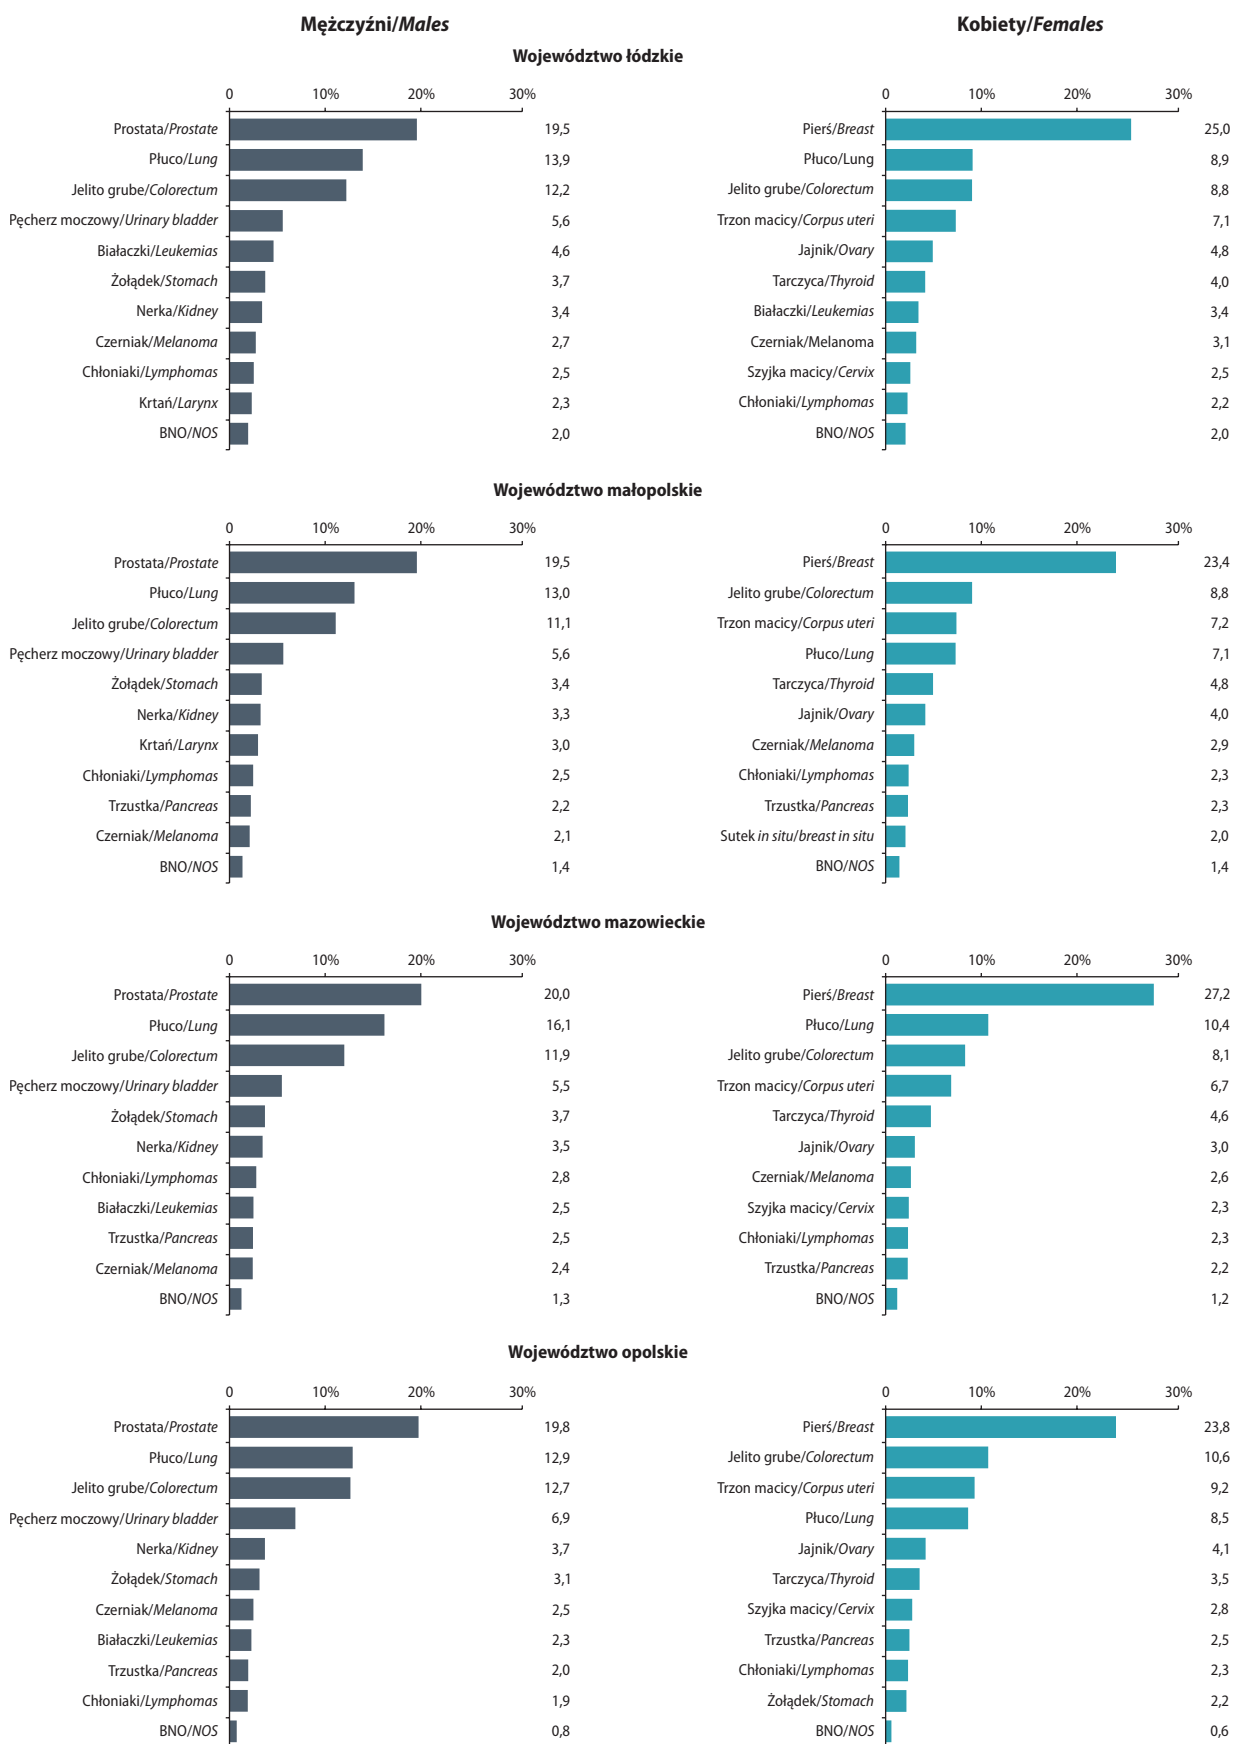 Mężczyźni/Males Kobiety/Females
Województwo łódzkie
0 10% 20% 30% 0 10% 20% 30%
Prostata/Prostate 19,5 Pierś/Breast 25,0
Płuco/Lung 13,9 Płuco/Lung 8,9
Jelito grube/Colorectum 12,2 Jelito grube/Colorectum 8,8
Pęcherz moczowy/Urinary bladder 5,6 Trzon macicy/Corpus uteri 7,1
Białaczki/Leukemias 4,6 Jajnik/Ovary 4,8
Żołądek/Stomach 3,7 Tarczyca/Thyroid 4,0
Nerka/Kidney 3,4 Białaczki/Leukemias 3,4
Czerniak/Melanoma 2,7 Czerniak/Melanoma 3,1
Chłoniaki/Lymphomas 2,5 Szyjka macicy/Cervix 2,5
Krtań/Larynx 2,3 Chłoniaki/Lymphomas 2,2
BNO/NOS 2,0 BNO/NOS 2,0
Województwo małopolskie
0 10% 20% 30% 0 10% 20% 30%
Prostata/Prostate 19,5 Pierś/Breast 23,4
Płuco/Lung 13,0 Jelito grube/Colorectum 8,8
Jelito grube/Colorectum 11,1 Trzon macicy/Corpus uteri 7,2
Pęcherz moczowy/Urinary bladder 5,6 Płuco/Lung 7,1
Żołądek/Stomach 3,4 Tarczyca/Thyroid 4,8
Nerka/Kidney 3,3 Jajnik/Ovary 4,0
Krtań/Larynx 3,0 Czerniak/Melanoma 2,9
Chłoniaki/Lymphomas 2,5 Chłoniaki/Lymphomas 2,3
Trzustka/Pancreas 2,2 Trzustka/Pancreas 2,3
Czerniak/Melanoma 2,1 Sutek in situ/breast in situ 2,0
BNO/NOS 1,4 BNO/NOS 1,4
Województwo mazowieckie
0 10% 20% 30% 0 10% 20% 30%
Prostata/Prostate 20,0 Pierś/Breast 27,2
Płuco/Lung 16,1 Płuco/Lung 10,4
Jelito grube/Colorectum 11,9 Jelito grube/Colorectum 8,1
Pęcherz moczowy/Urinary bladder 5,5 Trzon macicy/Corpus uteri 6,7
Żołądek/Stomach 3,7 Tarczyca/Thyroid 4,6
Nerka/Kidney 3,5 Jajnik/Ovary 3,0
Chłoniaki/Lymphomas 2,8 Czerniak/Melanoma 2,6
Białaczki/Leukemias 2,5 Szyjka macicy/Cervix 2,3
Trzustka/Pancreas 2,5 Chłoniaki/Lymphomas 2,3
Czerniak/Melanoma 2,4 Trzustka/Pancreas 2,2
BNO/NOS 1,3 BNO/NOS 1,2
Województwo opolskie
0 10% 20% 30% 0 10% 20% 30%
Prostata/Prostate 19,8 Pierś/Breast 23,8
Płuco/Lung 12,9 Jelito grube/Colorectum 10,6
Jelito grube/Colorectum 12,7 Trzon macicy/Corpus uteri 9,2
Pęcherz moczowy/Urinary bladder 6,9 Płuco/Lung 8,5
Nerka/Kidney 3,7 Jajnik/Ovary 4,1
Żołądek/Stomach 3,1 Tarczyca/Thyroid 3,5
Czerniak/Melanoma 2,5 Szyjka macicy/Cervix 2,8
Białaczki/Leukemias 2,3 Trzustka/Pancreas 2,5
Trzustka/Pancreas 2,0 Chłoniaki/Lymphomas 2,3
Chłoniaki/Lymphomas 1,9 Żołądek/Stomach 2,2
BNO/NOS 0,8 BNO/NOS 0,6